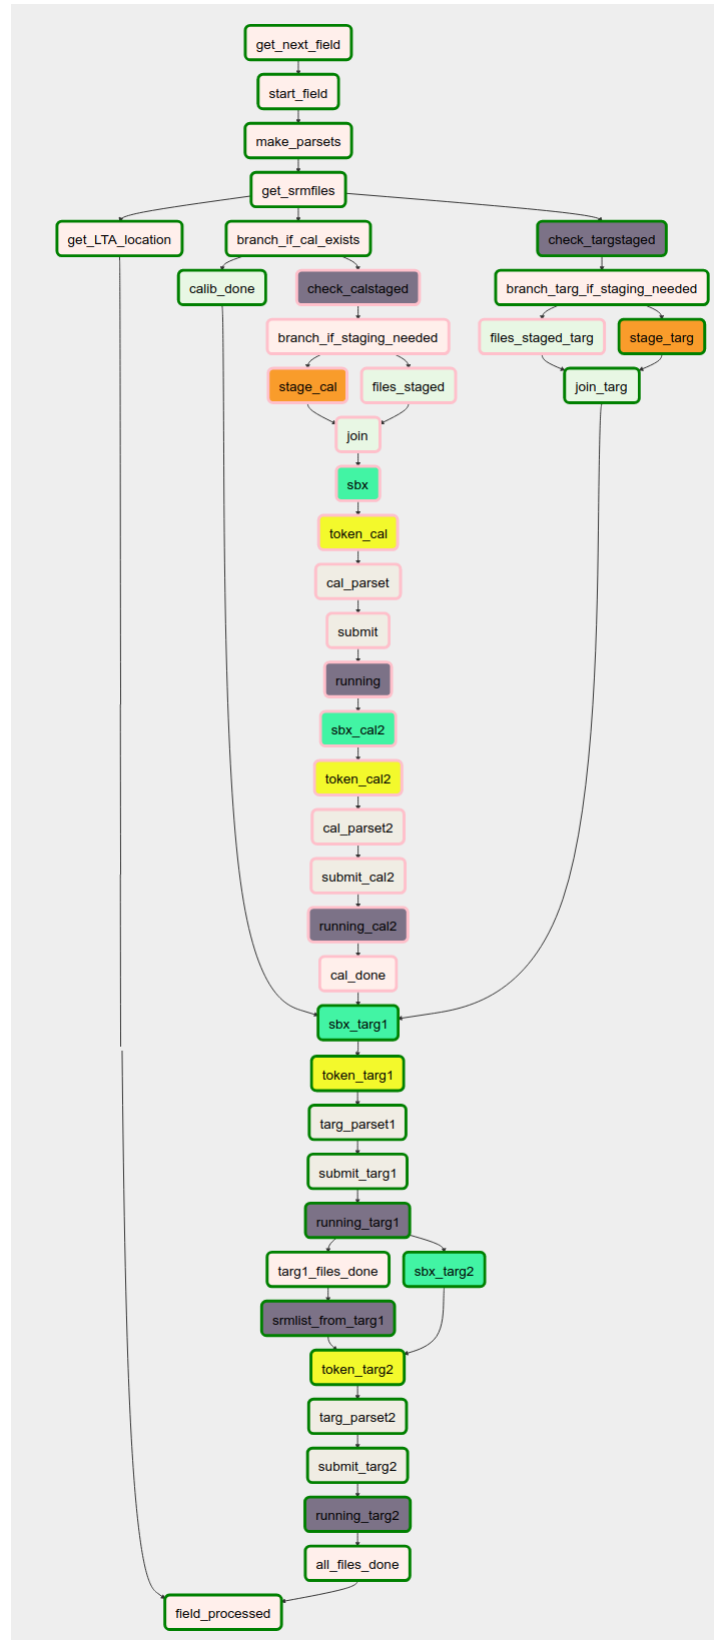 get_next_field
start_field
make_parsets
get_srmfiles
get_LTA_location
branch_if_cal_exists
check_targstaged
calib_done
check_calstaged
branch_targ_if_staging_needed
branch_if_staging_needed
files_staged_targ
stage_targ
stage_cal
files_staged
join_targ
join
sbx
token_cal
cal_parset
submit
running
sbx_cal2
token_cal2
cal_parset2
submit_cal2
running_cal2
cal_done
sbx_targ1
token_targ1
targ_parset1
submit_targ1
running_targ1
targ1_files_done
sbx_targ2
srmlist_from_targ1
token_targ2
targ_parset2
submit_targ2
running_targ2
all_files_done
field_processed